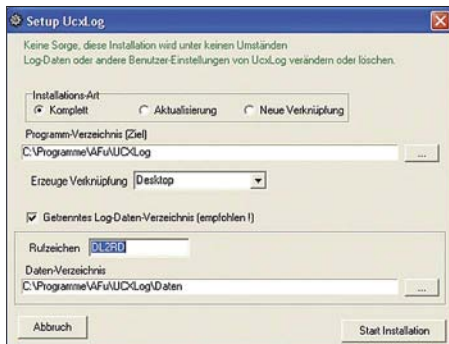 Setup UcxLog
Keine Sorge, diese Installation wird unter keinen Umständen
Log-Daten oder andere Benutzer-Einstellungen von UcxLog verändern oder löschen.
Installations-Art
Komplett Aktualisierung Neue Verknüpfung
Programm-Verzeichnis (Ziel)
C:\Programme\AFu\UCXLog ...
Erzeuge Verknüpfung Desktop
Getrenntes Log-Daten-Verzeichnis (empfohlen !)
Rufzeichen DL2RD
Daten-Verzeichnis
C:\Programme\AFu\UCXLog\Daten ...
Abbruch Start Installation